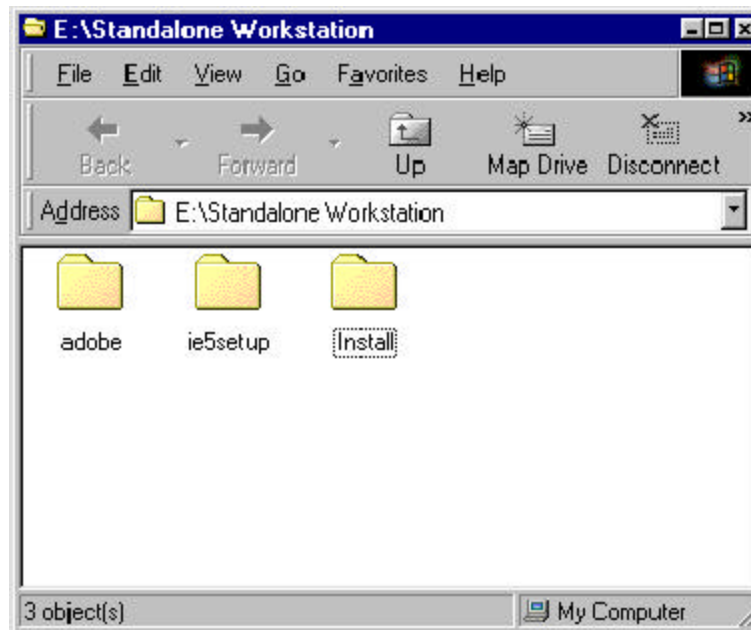 E:\Standalone Workstation
File Edit View Go Favorites Help
Back Forward Up Map Drive Disconnect »
Address E:\Standalone Workstation
adobe ie5setup Install
3 object(s) My Computer